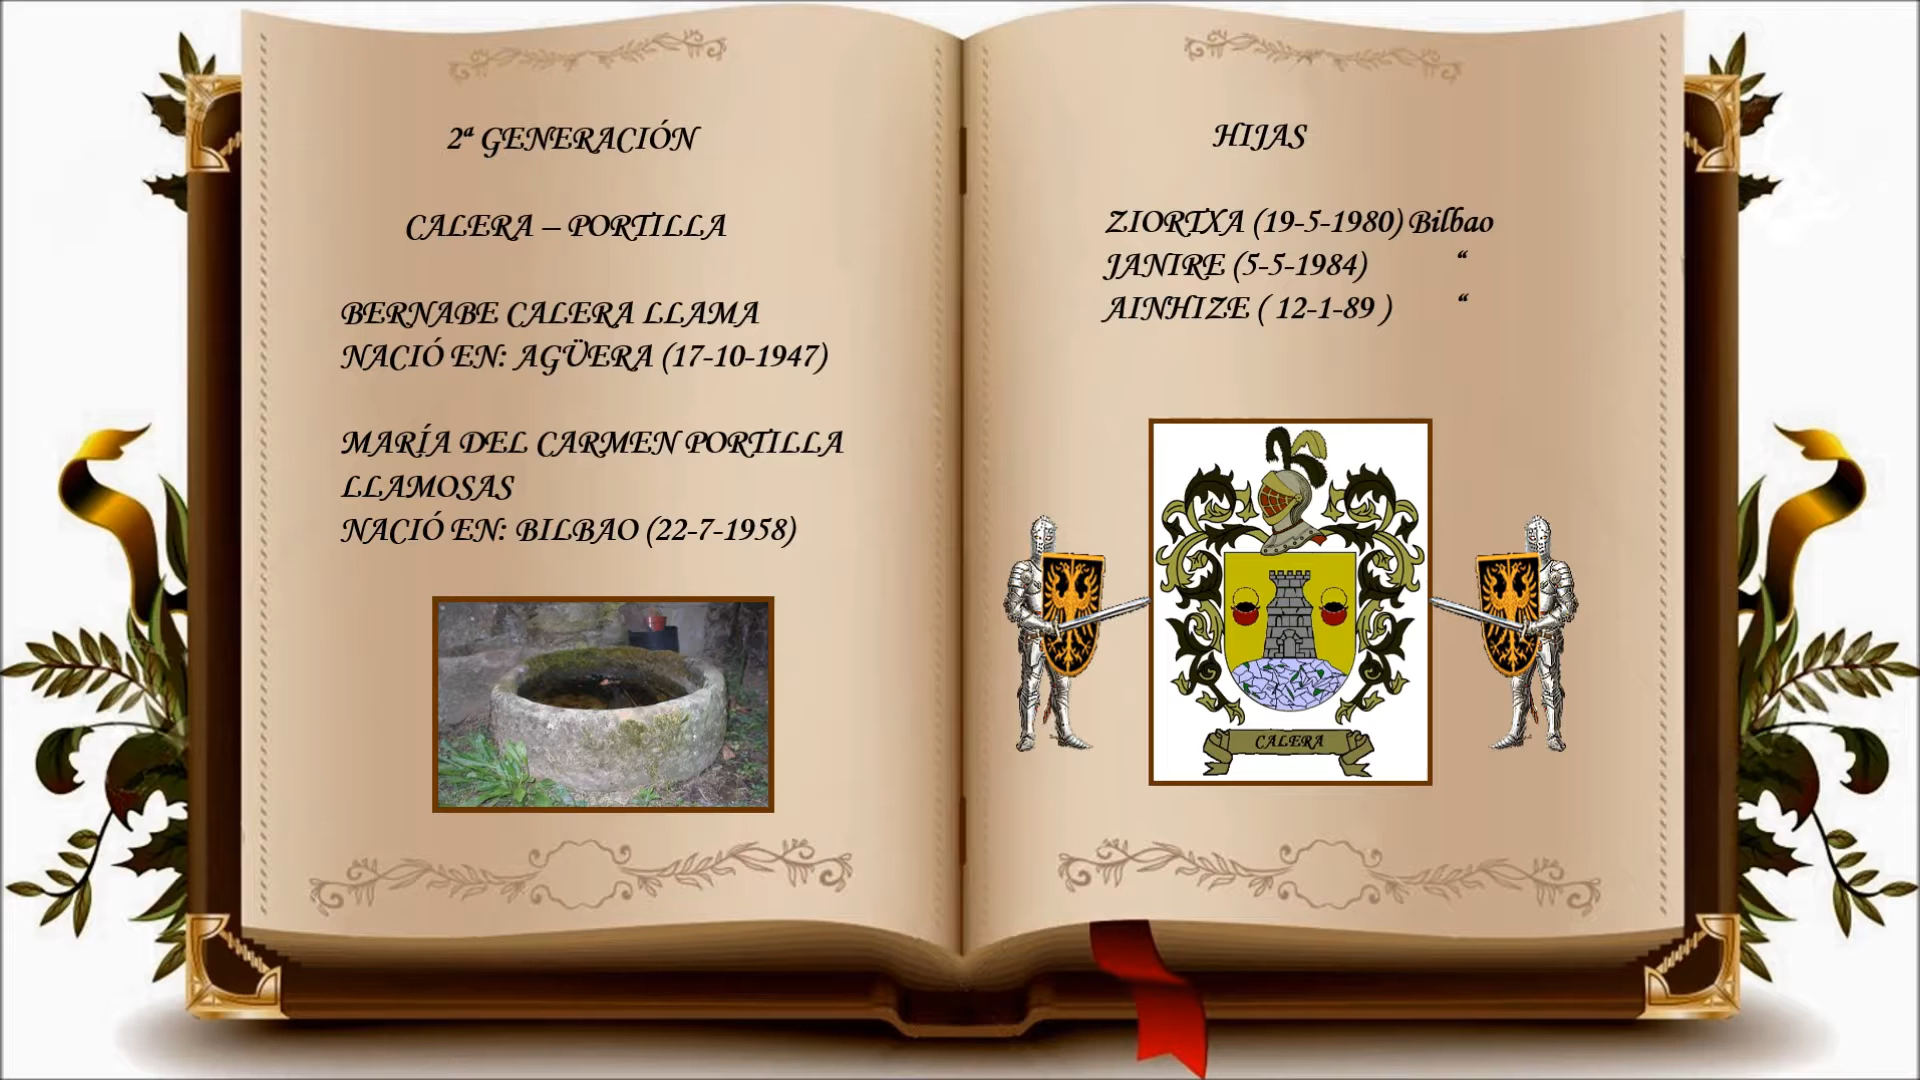 2ª GENERACIÓN
CALERA – PORTILLA
BERNABE CALERA LLAMA
NACIÓ EN: AGÜERA (17-10-1947)
MARÍA DEL CARMEN PORTILLA
LLAMOSAS
NACIÓ EN: BILBAO (22-7-1958)
HIJAS
ZIORTXA (19-5-1980) Bilbao
JANIRE (5-5-1984) “
AINHIZE ( 12-1-89 ) “
CALERA